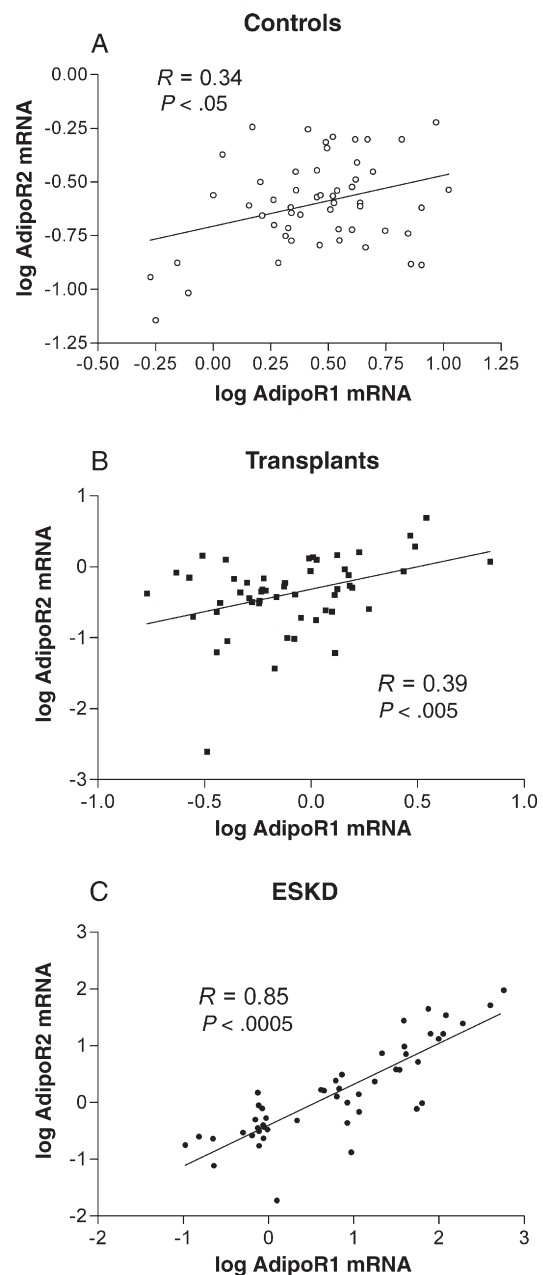 A
Controls
R = 0.34
P < .05
0.00
-0.25
-0.50
-0.75
-1.00
-1.25
log AdipoR2 mRNA
-0.50 -0.25 0.00 0.25 0.50 0.75 1.00 1.25
log AdipoR1 mRNA
B
Transplants
1
0
-1
-2
-3
log AdipoR2 mRNA
R = 0.39
P < .005
-1.0 -0.5 0.0 0.5 1.0
log AdipoR1 mRNA
C
ESKD
3
2
1
0
-1
-2
log AdipoR2 mRNA
R = 0.85
P < .0005
-2 -1 0 1 2 3
log AdipoR1 mRNA